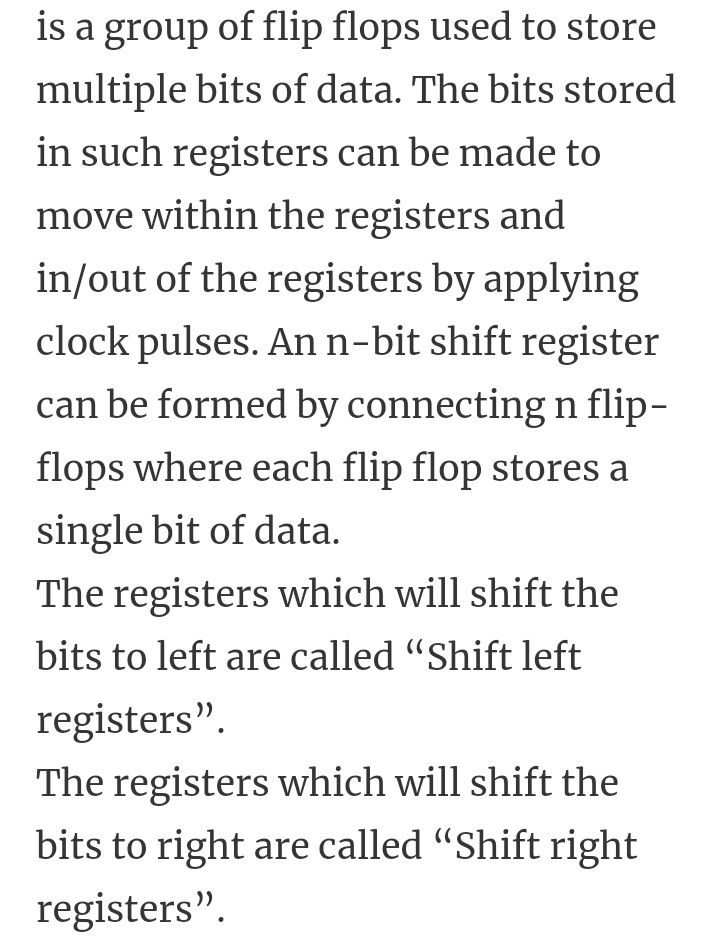 is a group of flip flops used to store
multiple bits of data. The bits stored
in such registers can be made to
move within the registers and
in/out of the registers by applying
clock pulses. An n-bit shift register
can be formed by connecting n flip-
flops where each flip flop stores a
single bit of data.
The registers which will shift the
bits to left are called “Shift left
registers”.
The registers which will shift the
bits to right are called “Shift right
registers”.